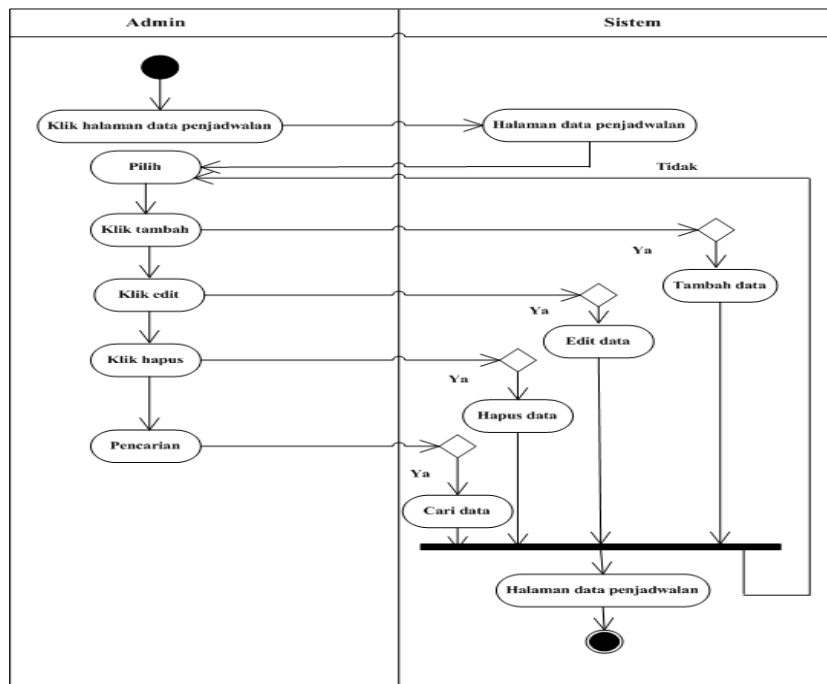 Admin
Sistem
Klik halaman data penjadwalan
Halaman data penjadwalan
Pilih
Tidak
Klik tambah
Ya
Tambah data
Klik edit
Ya
Edit data
Klik hapus
Ya
Hapus data
Pencarian
Ya
Cari data
Halaman data penjadwalan